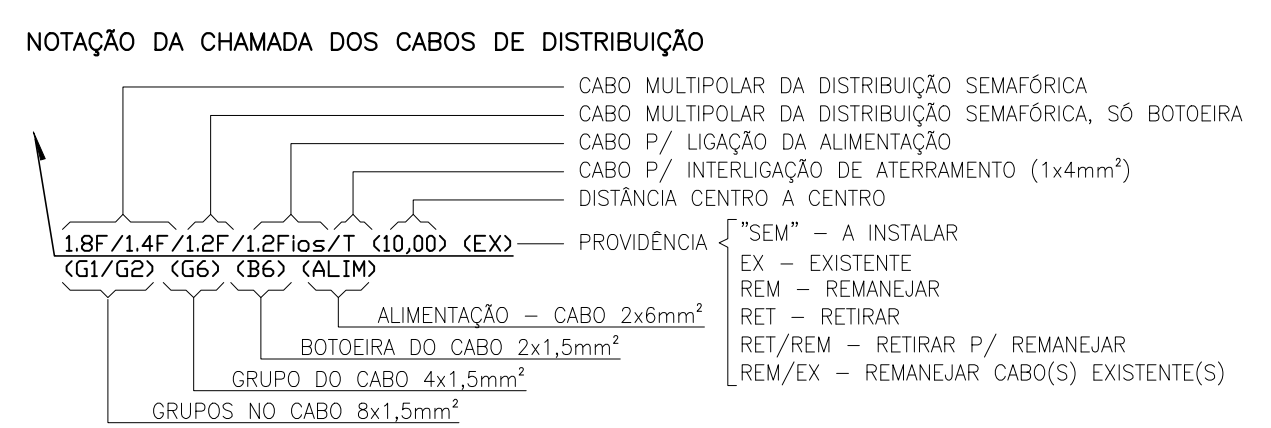 NOTAÇÃO DA CHAMADA DOS CABOS DE DISTRIBUIÇÃO
CABO MULTIPOLAR DA DISTRIBUIÇÃO SEMAFÓRICA
CABO MULTIPOLAR DA DISTRIBUIÇÃO SEMAFÓRICA, SÓ BOTOEIRA
CABO P/ LIGAÇÃO DA ALIMENTAÇÃO
CABO P/ INTERLIGAÇÃO DE ATERRAMENTO (1x4mm²)
DISTÂNCIA CENTRO A CENTRO
1.8F/1.4F/1.2F/1.2Fios/T (10,00) (EX)
PROVIDÊNCIA
(G1/G2) (G6) (B6) (ALIM)
"SEM" – A INSTALAR
EX – EXISTENTE
REM – REMANEJAR
RET – RETIRAR
RET/REM – RETIRAR P/ REMANEJAR
REM/EX – REMANEJAR CABO(S) EXISTENTE(S)
ALIMENTAÇÃO – CABO 2x6mm²
BOTOEIRA DO CABO 2x1,5mm²
GRUPO DO CABO 4x1,5mm²
GRUPOS NO CABO 8x1,5mm²